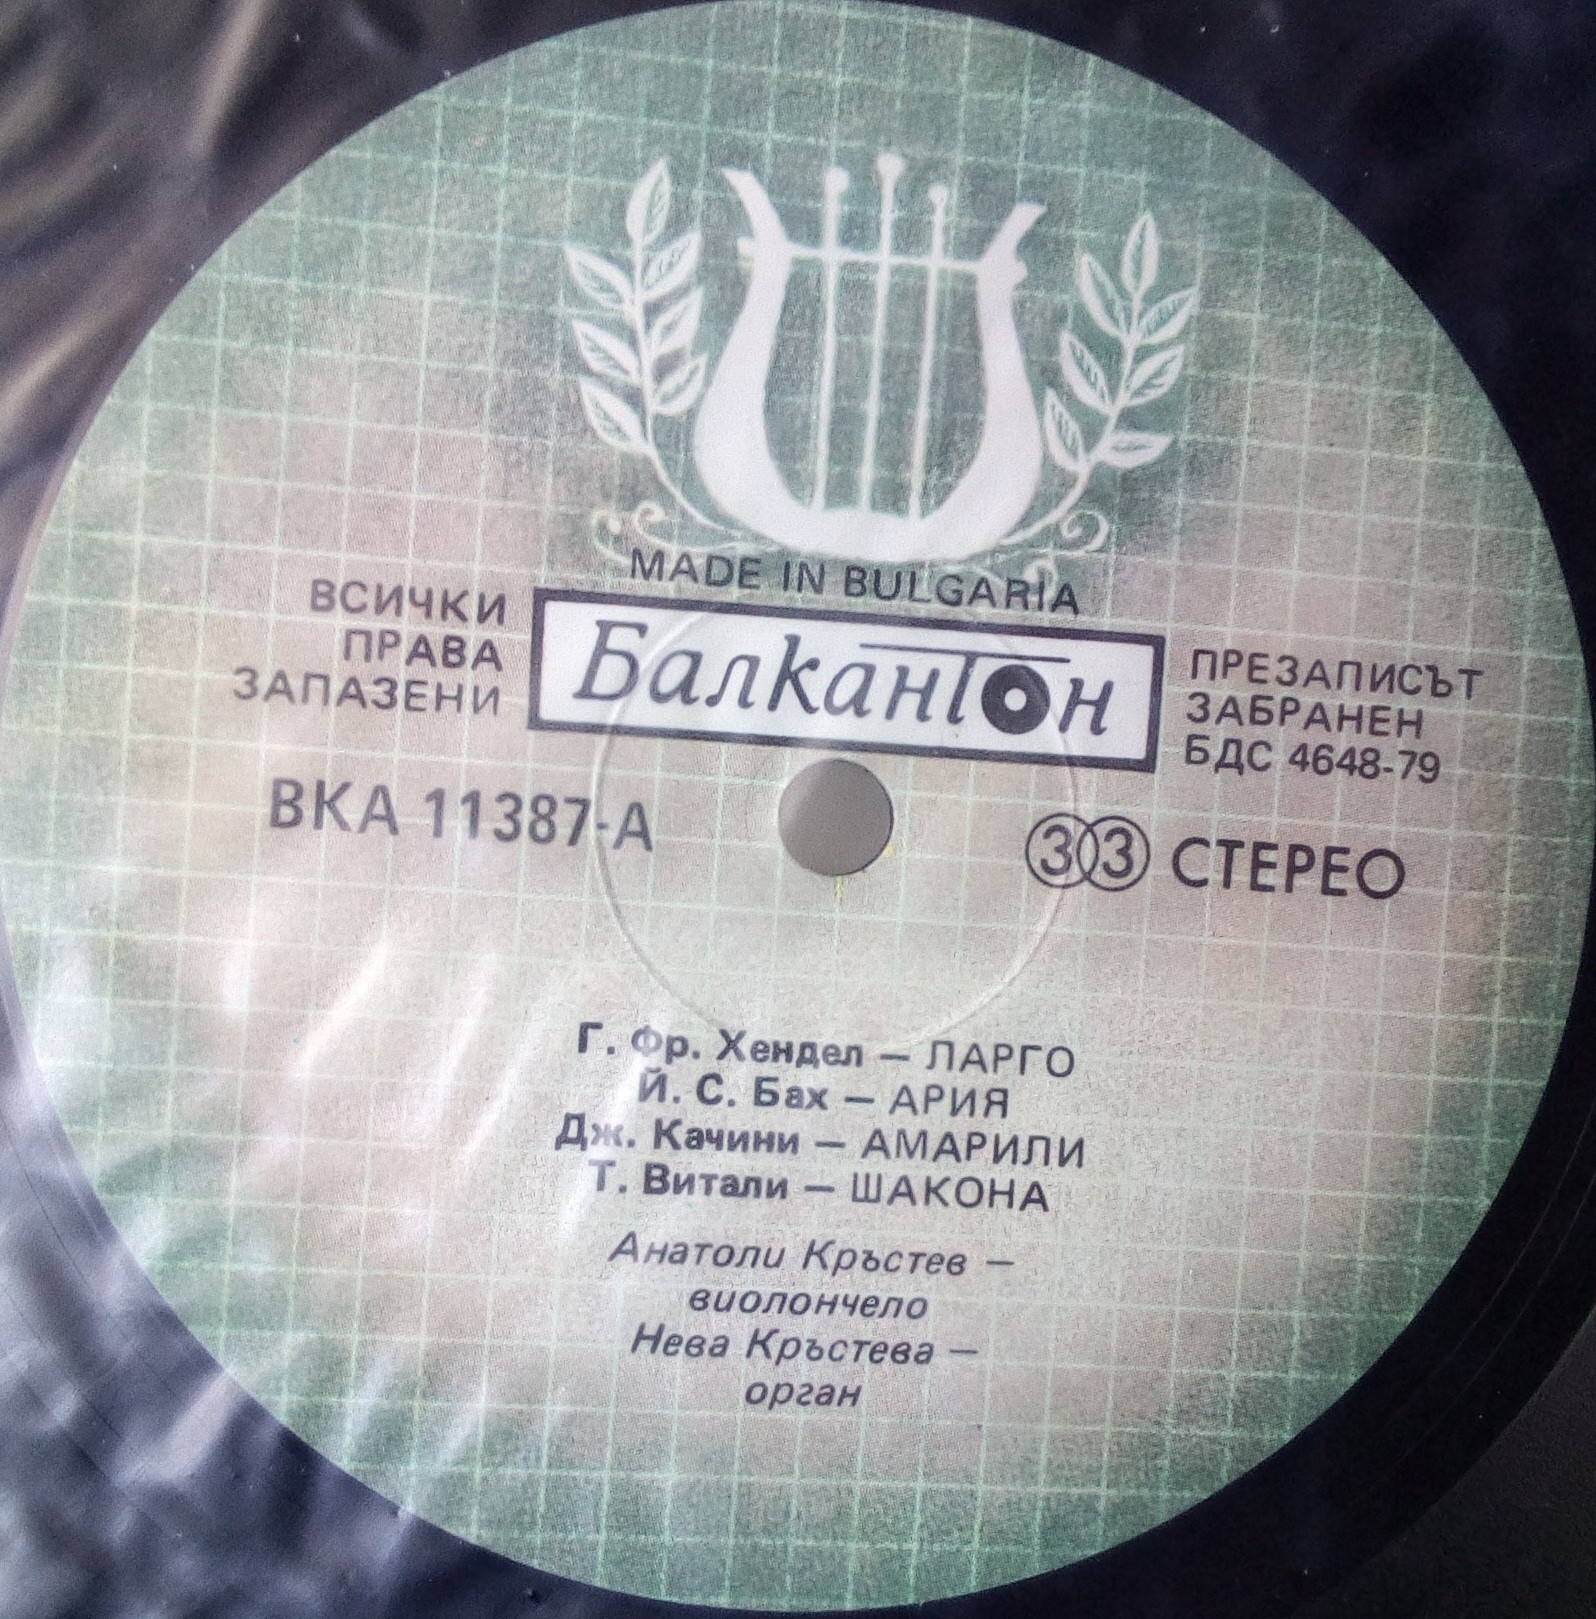 MADE IN BULGARIA
ВСИЧКИ
ПРАВА
ЗАПАЗЕНИ
Балкантон
ПРЕЗАПИСЪТ
ЗАБРАНЕН
БДС 4648-79
ВКА 11387-А
33 СТЕРЕО
Г. Фр. Хендел — ЛАРГО
Й. С. Бах — АРИЯ
Дж. Качини — АМАРИЛИ
Т. Витали — ШАКОНА
Анатоли Кръстев —
виолончело
Нева Кръстева —
орган